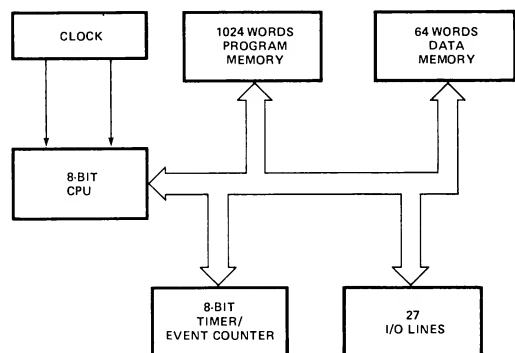 CLOCK
1024 WORDS
PROGRAM
MEMORY
64 WORDS
DATA
MEMORY
8-BIT
CPU
8-BIT
TIMER/
EVENT COUNTER
27
I/O LINES